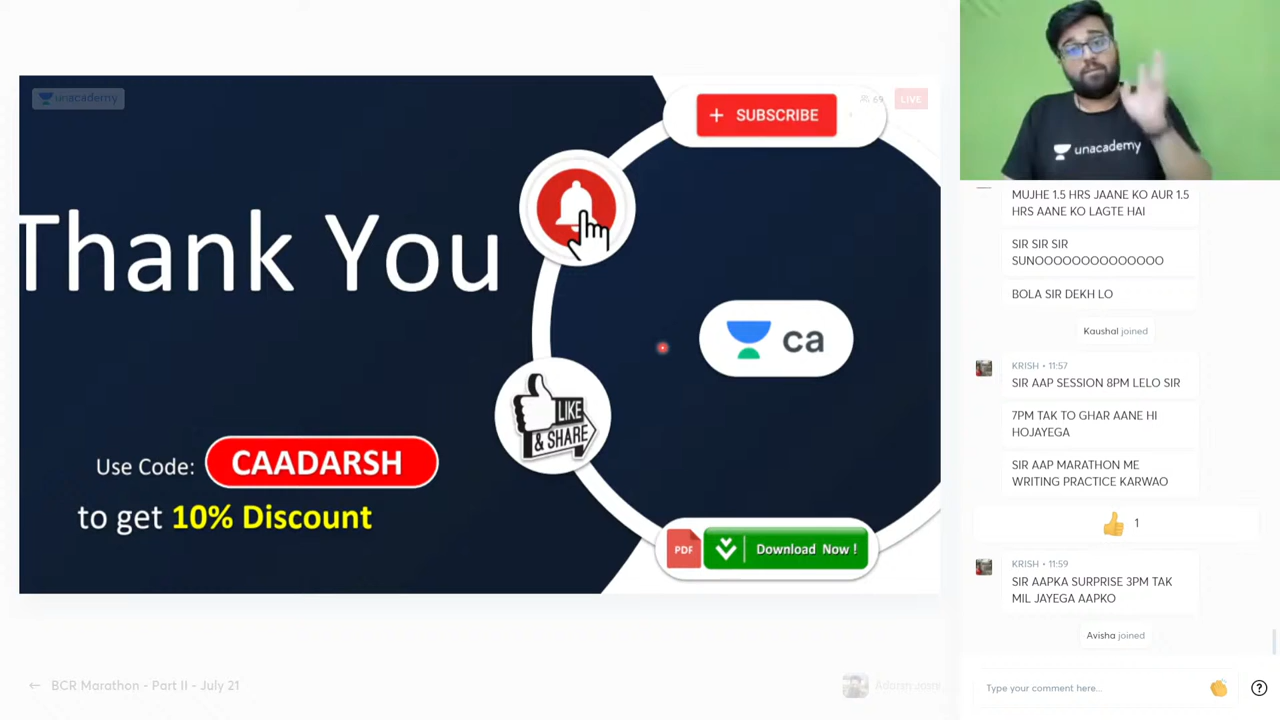 unacademy
69
LIVE
+ SUBSCRIBE
Thank You
ca
LIKE
& SHARE
Use Code: CAADARSH
to get 10% Discount
PDF
Download Now !
← BCR Marathon - Part II - July 21
unacademy
MUJHE 1.5 HRS JAANE KO AUR 1.5
HRS AANE KO LAGTE HAI
SIR SIR SIR
SUNOOOOOOOOOOOOOO
BOLA SIR DEKH LO
Kaushal joined
KRISH • 11:57
SIR AAP SESSION 8PM LELO SIR
7PM TAK TO GHAR AANE HI
HOJAYEGA
SIR AAP MARATHON ME
WRITING PRACTICE KARWAO
1
KRISH • 11:59
SIR AAPKA SURPRISE 3PM TAK
MIL JAYEGA AAPKO
Avisha joined
Type your comment here...